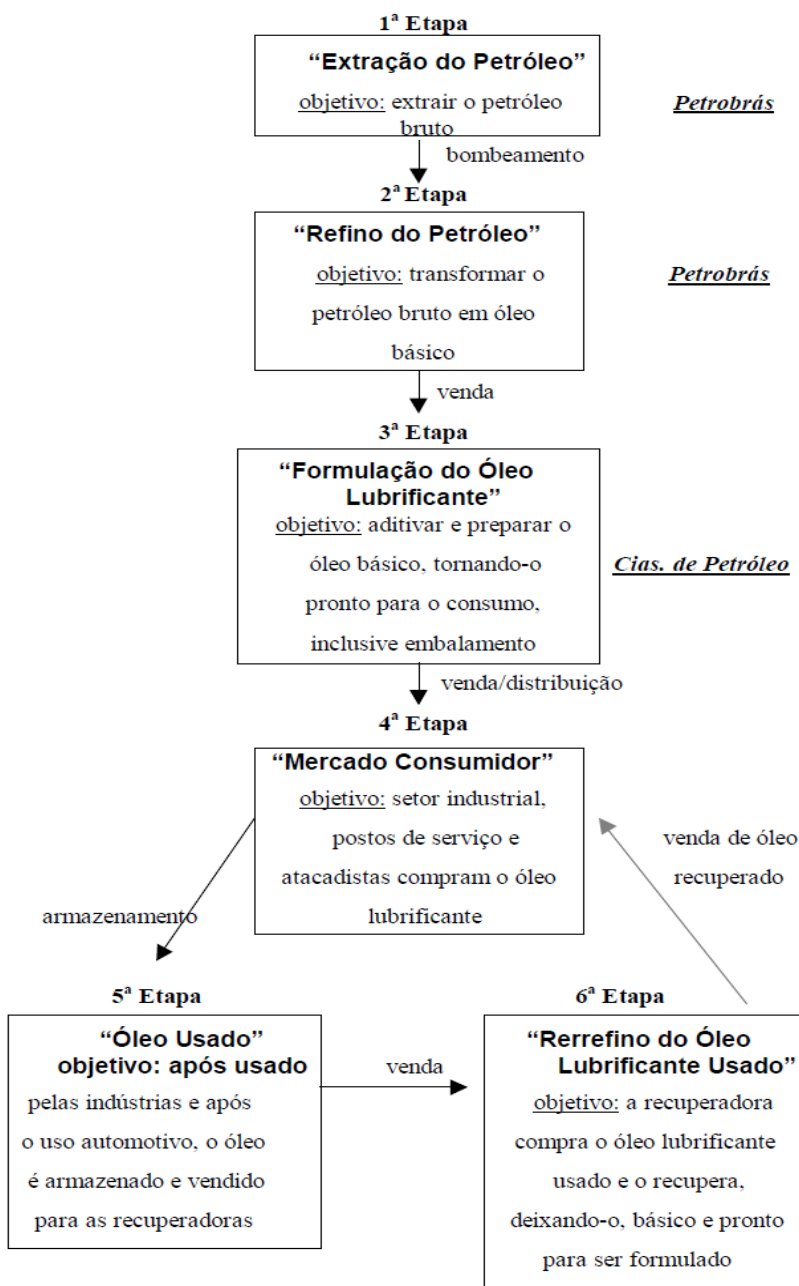 1ª Etapa
“Extração do Petróleo”
objetivo: extrair o petróleo
bruto
Petrobrás
bombeamento
2ª Etapa
“Refino do Petróleo”
objetivo: transformar o
petróleo bruto em óleo
básico
Petrobrás
venda
3ª Etapa
“Formulação do Óleo
Lubrificante”
objetivo: aditivar e preparar o
óleo básico, tornando-o
pronto para o consumo,
inclusive embalamento
Cias. de Petróleo
venda/distribuição
4ª Etapa
“Mercado Consumidor”
objetivo: setor industrial,
postos de serviço e
atacadistas compram o óleo
lubrificante
venda de óleo
recuperado
armazenamento
5ª Etapa
“Óleo Usado”
objetivo: após usado
pelas indústrias e após
o uso automotivo, o óleo
é armazenado e vendido
para as recuperadoras
venda
6ª Etapa
“Rerrefino do Óleo
Lubrificante Usado”
objetivo: a recuperadora
compra o óleo lubrificante
usado e o recupera,
deixando-o, básico e pronto
para ser formulado